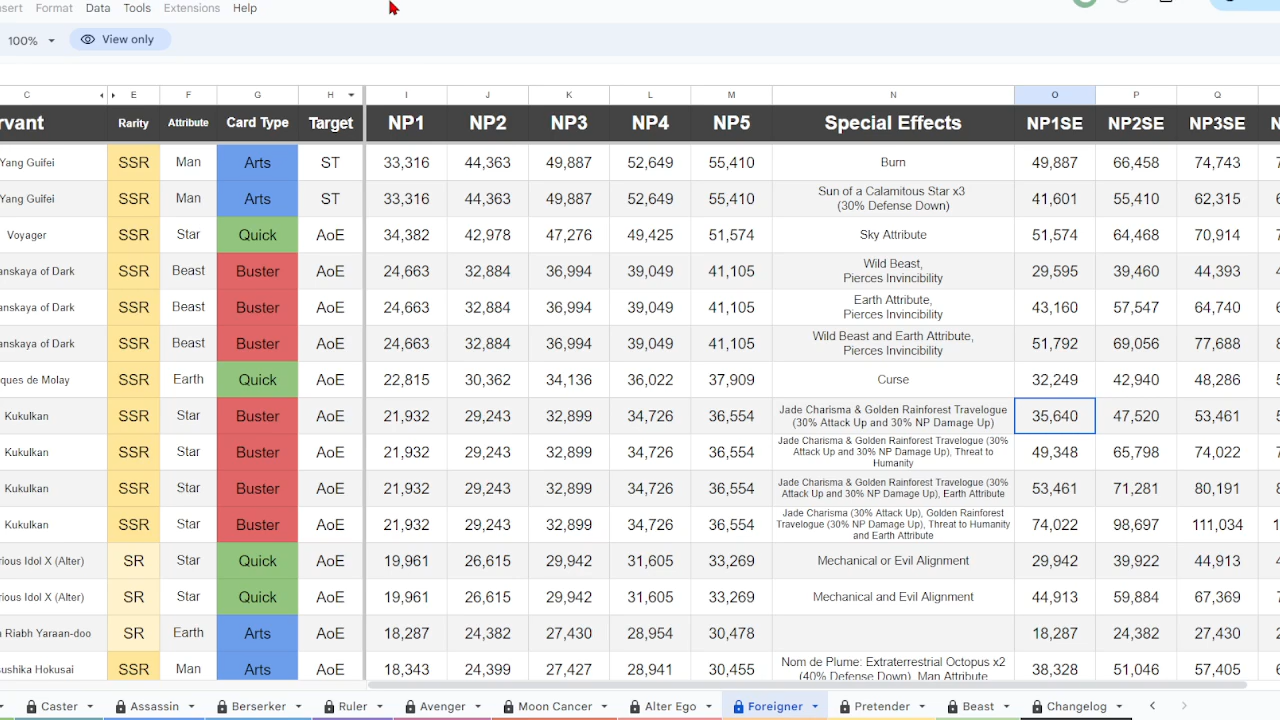 nsert Format Data Tools Extensions Help
100% View only
C E F G H I J K L M N O P Q
rvant Rarity Attribute Card Type Target NP1 NP2 NP3 NP4 NP5 Special Effects NP1SE NP2SE NP3SE N
Yang Guifei SSR Man Arts ST 33,316 44,363 49,887 52,649 55,410 Burn 49,887 66,458 74,743
Yang Guifei SSR Man Arts ST 33,316 44,363 49,887 52,649 55,410 Sun of a Calamitous Star x3
(30% Defense Down) 41,601 55,410 62,315
Voyager SSR Star Quick AoE 34,382 42,978 47,276 49,425 51,574 Sky Attribute 51,574 64,468 70,914
anskaya of Dark SSR Beast Buster AoE 24,663 32,884 36,994 39,049 41,105 Wild Beast,
Pierces Invincibility 29,595 39,460 44,393
anskaya of Dark SSR Beast Buster AoE 24,663 32,884 36,994 39,049 41,105 Earth Attribute,
Pierces Invincibility 43,160 57,547 64,740
anskaya of Dark SSR Beast Buster AoE 24,663 32,884 36,994 39,049 41,105 Wild Beast and Earth Attribute,
Pierces Invincibility 51,792 69,056 77,688
ques de Molay SSR Earth Quick AoE 22,815 30,362 34,136 36,022 37,909 Curse 32,249 42,940 48,286
Kukulkan SSR Star Buster AoE 21,932 29,243 32,899 34,726 36,554 Jade Charisma & Golden Rainforest Travelogue
(30% Attack Up and 30% NP Damage Up) 35,640 47,520 53,461
Kukulkan SSR Star Buster AoE 21,932 29,243 32,899 34,726 36,554 Jade Charisma & Golden Rainforest Travelogue (30%
Attack Up and 30% NP Damage Up), Threat to
Humanity 49,348 65,798 74,022
Kukulkan SSR Star Buster AoE 21,932 29,243 32,899 34,726 36,554 Jade Charisma & Golden Rainforest Travelogue (30%
Attack Up and 30% NP Damage Up), Earth Attribute 53,461 71,281 80,191
Kukulkan SSR Star Buster AoE 21,932 29,243 32,899 34,726 36,554 Jade Charisma (30% Attack Up), Golden Rainforest
Travelogue (30% NP Damage Up), Threat to Humanity
and Earth Attribute 74,022 98,697 111,034
rious Idol X (Alter) SR Star Quick AoE 19,961 26,615 29,942 31,605 33,269 Mechanical or Evil Alignment 29,942 39,922 44,913
rious Idol X (Alter) SR Star Quick AoE 19,961 26,615 29,942 31,605 33,269 Mechanical and Evil Alignment 44,913 59,884 67,369
Riabh Yaraan-doo SR Earth Arts AoE 18,287 24,382 27,430 28,954 30,478 18,287 24,382 27,430
sushika Hokusai SSR Man Arts AoE 18,343 24,399 27,427 28,941 30,455 Nom de Plume: Extraterrestrial Octopus x2
(40% Defense Down), Man Attribute 38,328 51,046 57,405
Caster Assassin Berserker Ruler Avenger Moon Cancer Alter Ego Foreigner Pretender Beast Changelog